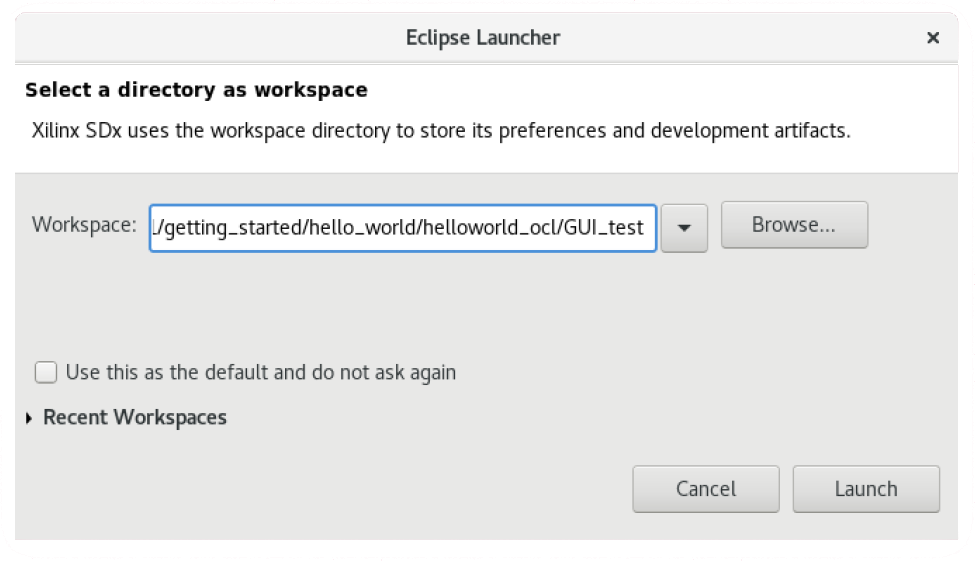 Eclipse Launcher
Select a directory as workspace
Xilinx SDx uses the workspace directory to store its preferences and development artifacts.
Workspace: /getting_started/hello_world/helloworld_ocl/GUI_test Browse...
Use this as the default and do not ask again
Recent Workspaces
Cancel Launch